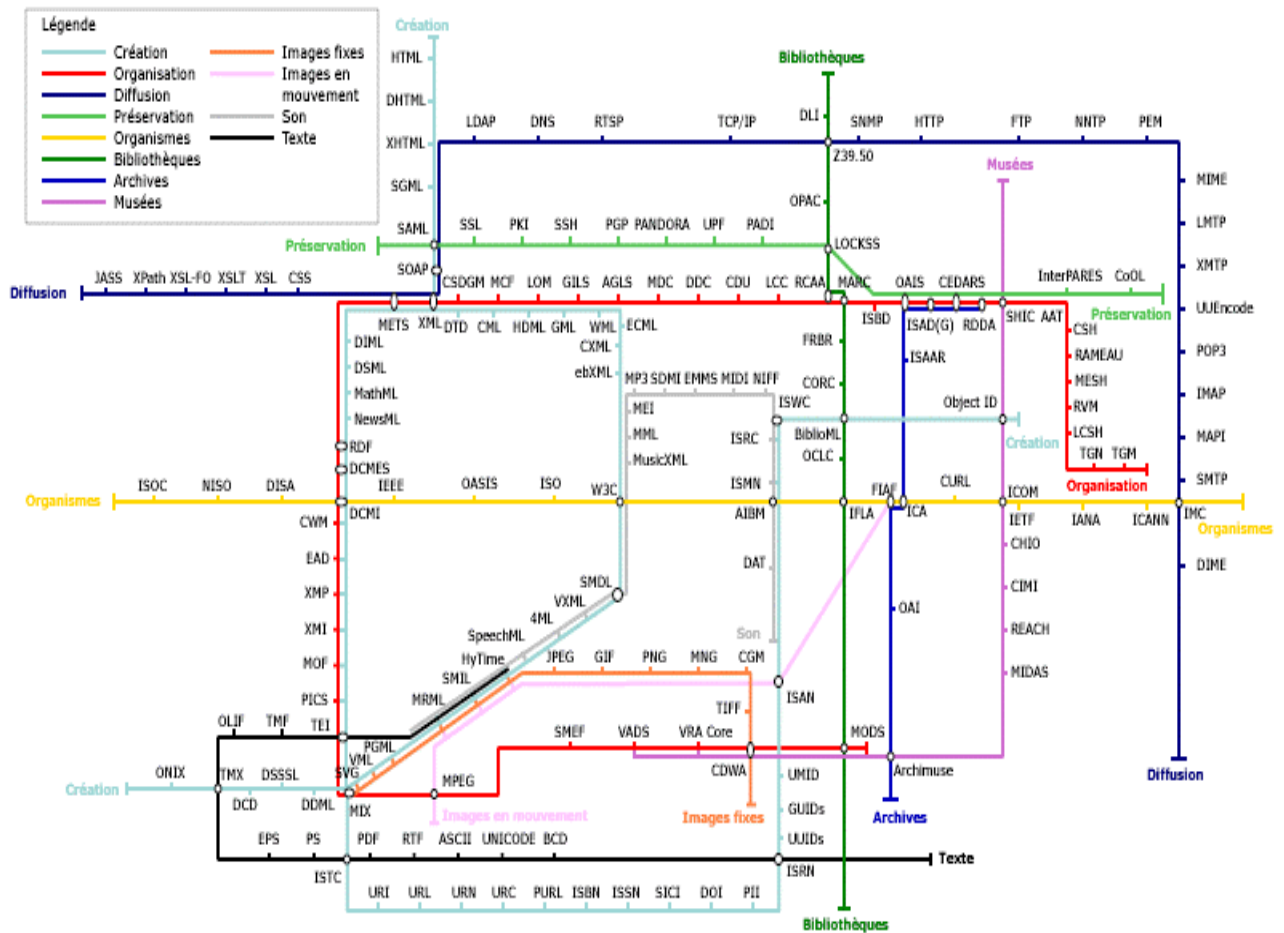 Légende
Création
Organisation
Diffusion
Préservation
Organismes
Bibliothèques
Archives
Musées
Images fixes
Images en
mouvement
Son
Texte
Création
HTML
DHTML
XHTML
SGML
SAML
SOAP
Bibliothèques
DLI
LDAP DNS RTSP TCP/IP SNMP HTTP FTP NNTP PEM
Z39.50
Musées
MIME
OPAC
LMTP
Préservation
SSL PKI SSH PGP PANDORA UPF PADI
LOCKSS
XMTP
InterPARES CoOL
Diffusion
JASS XPath XSL-FO XSLT XSL CSS
CSDGM MCF LOM GILS AGLS MDC DDC CDU LCC RCAA MARC
OAIS CEDARS
UUEncode
Préservation
METS XML
DTD CML HDML GML WML ECML
ISBD ISAD(G) RDDA SHIC AAT
CSH
RAMEAU
MESH
RVM
LCSH
TGN TGM
Organisation
DIML
DSML
MathML
NewsML
RDF
DCMES
CXML
ebXML
FRBR
CORC
ISAAR
POP3
IMAP
MAPI
SMTP
MP3 SDMI EMMS MIDI NIFF
MEI
MML
MusicXML
ISWC
ISRC
ISMN
BiblioML
OCLC
Object ID
Création
Organismes
ISOC NISO DISA IEEE OASIS ISO W3C
DCMI
AIBM
IFLA
FIAF
ICA
CURL
ICOM
IETF IANA ICANN
IMC
Organismes
CWM
EAD
XMP
XMI
MOF
PICS
TEI
DAT
Son
CHIO
CIMI
REACH
MIDAS
DIME
OAI
SMDL
VXML
4ML
SpeechML
HyTime
SMIL
MRML
JPEG GIF PNG MNG CGM
TIFF
ISAN
OLIF TMF
PGML
VML
SVG
SMEF VADS VRA Core
MODS
CDWA
Archimuse
Diffusion
Création
ONIX
TMX
DSSSL
DCD
DDML
MIX
MPEG
Images en mouvement
Images fixes
Archives
UMID
GUIDs
UUIDs
EPS PS PDF RTF ASCII UNICODE BCD
Texte
ISTC
ISRN
URI URL URN URC PURL ISBN ISSN SICI DOI PII
Bibliothèques